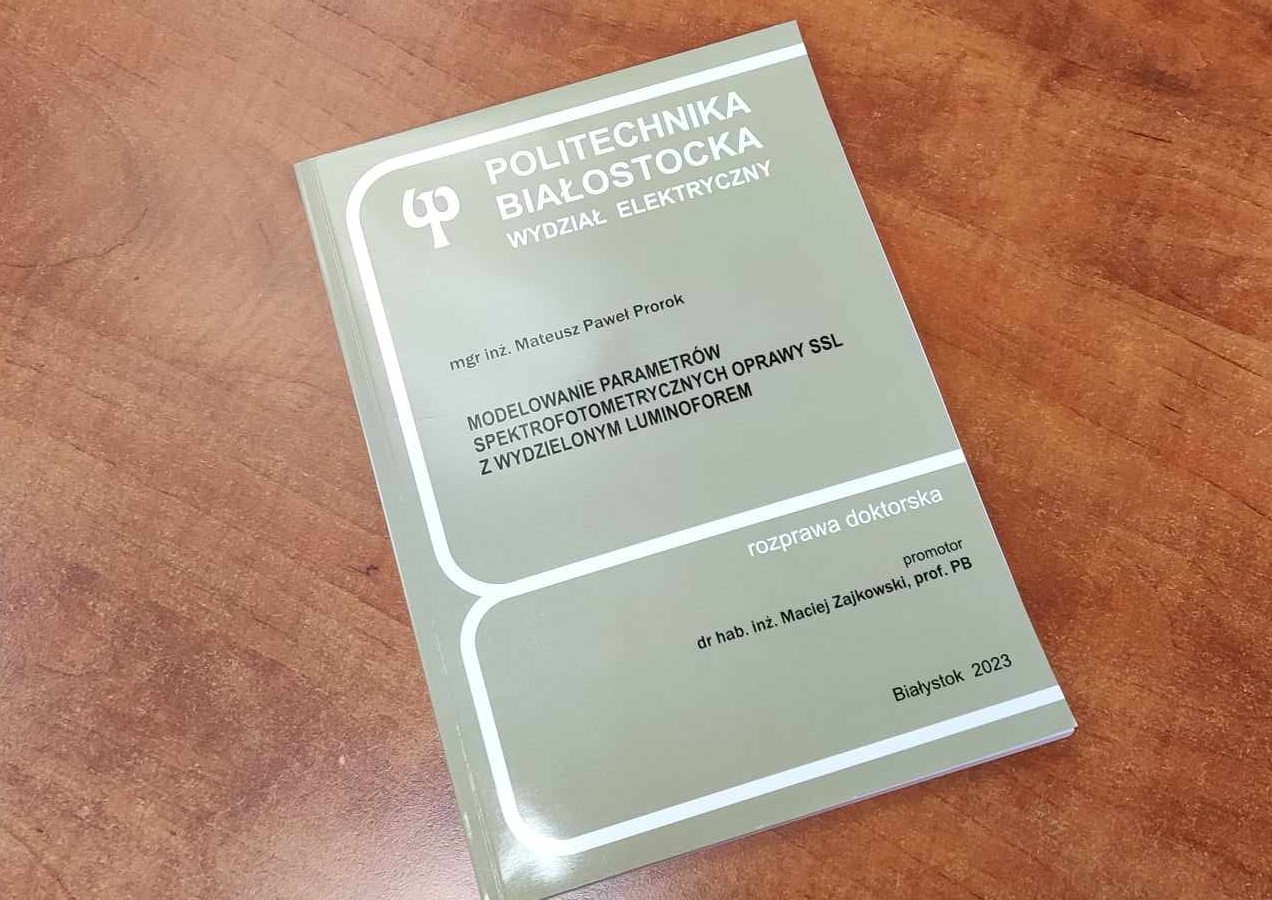 POLITECHNIKA
BIAŁOSTOCKA
WYDZIAŁ ELEKTRYCZNY
mgr inż. Mateusz Paweł Prorok
MODELOWANIE PARAMETRÓW
SPEKTROFOTOMETRYCZNYCH OPRAWY SSL
Z WYDZIELONYM LUMINOFOREM
rozprawa doktorska
promotor
dr hab. inż. Maciej Zajkowski, prof. PB
Białystok 2023